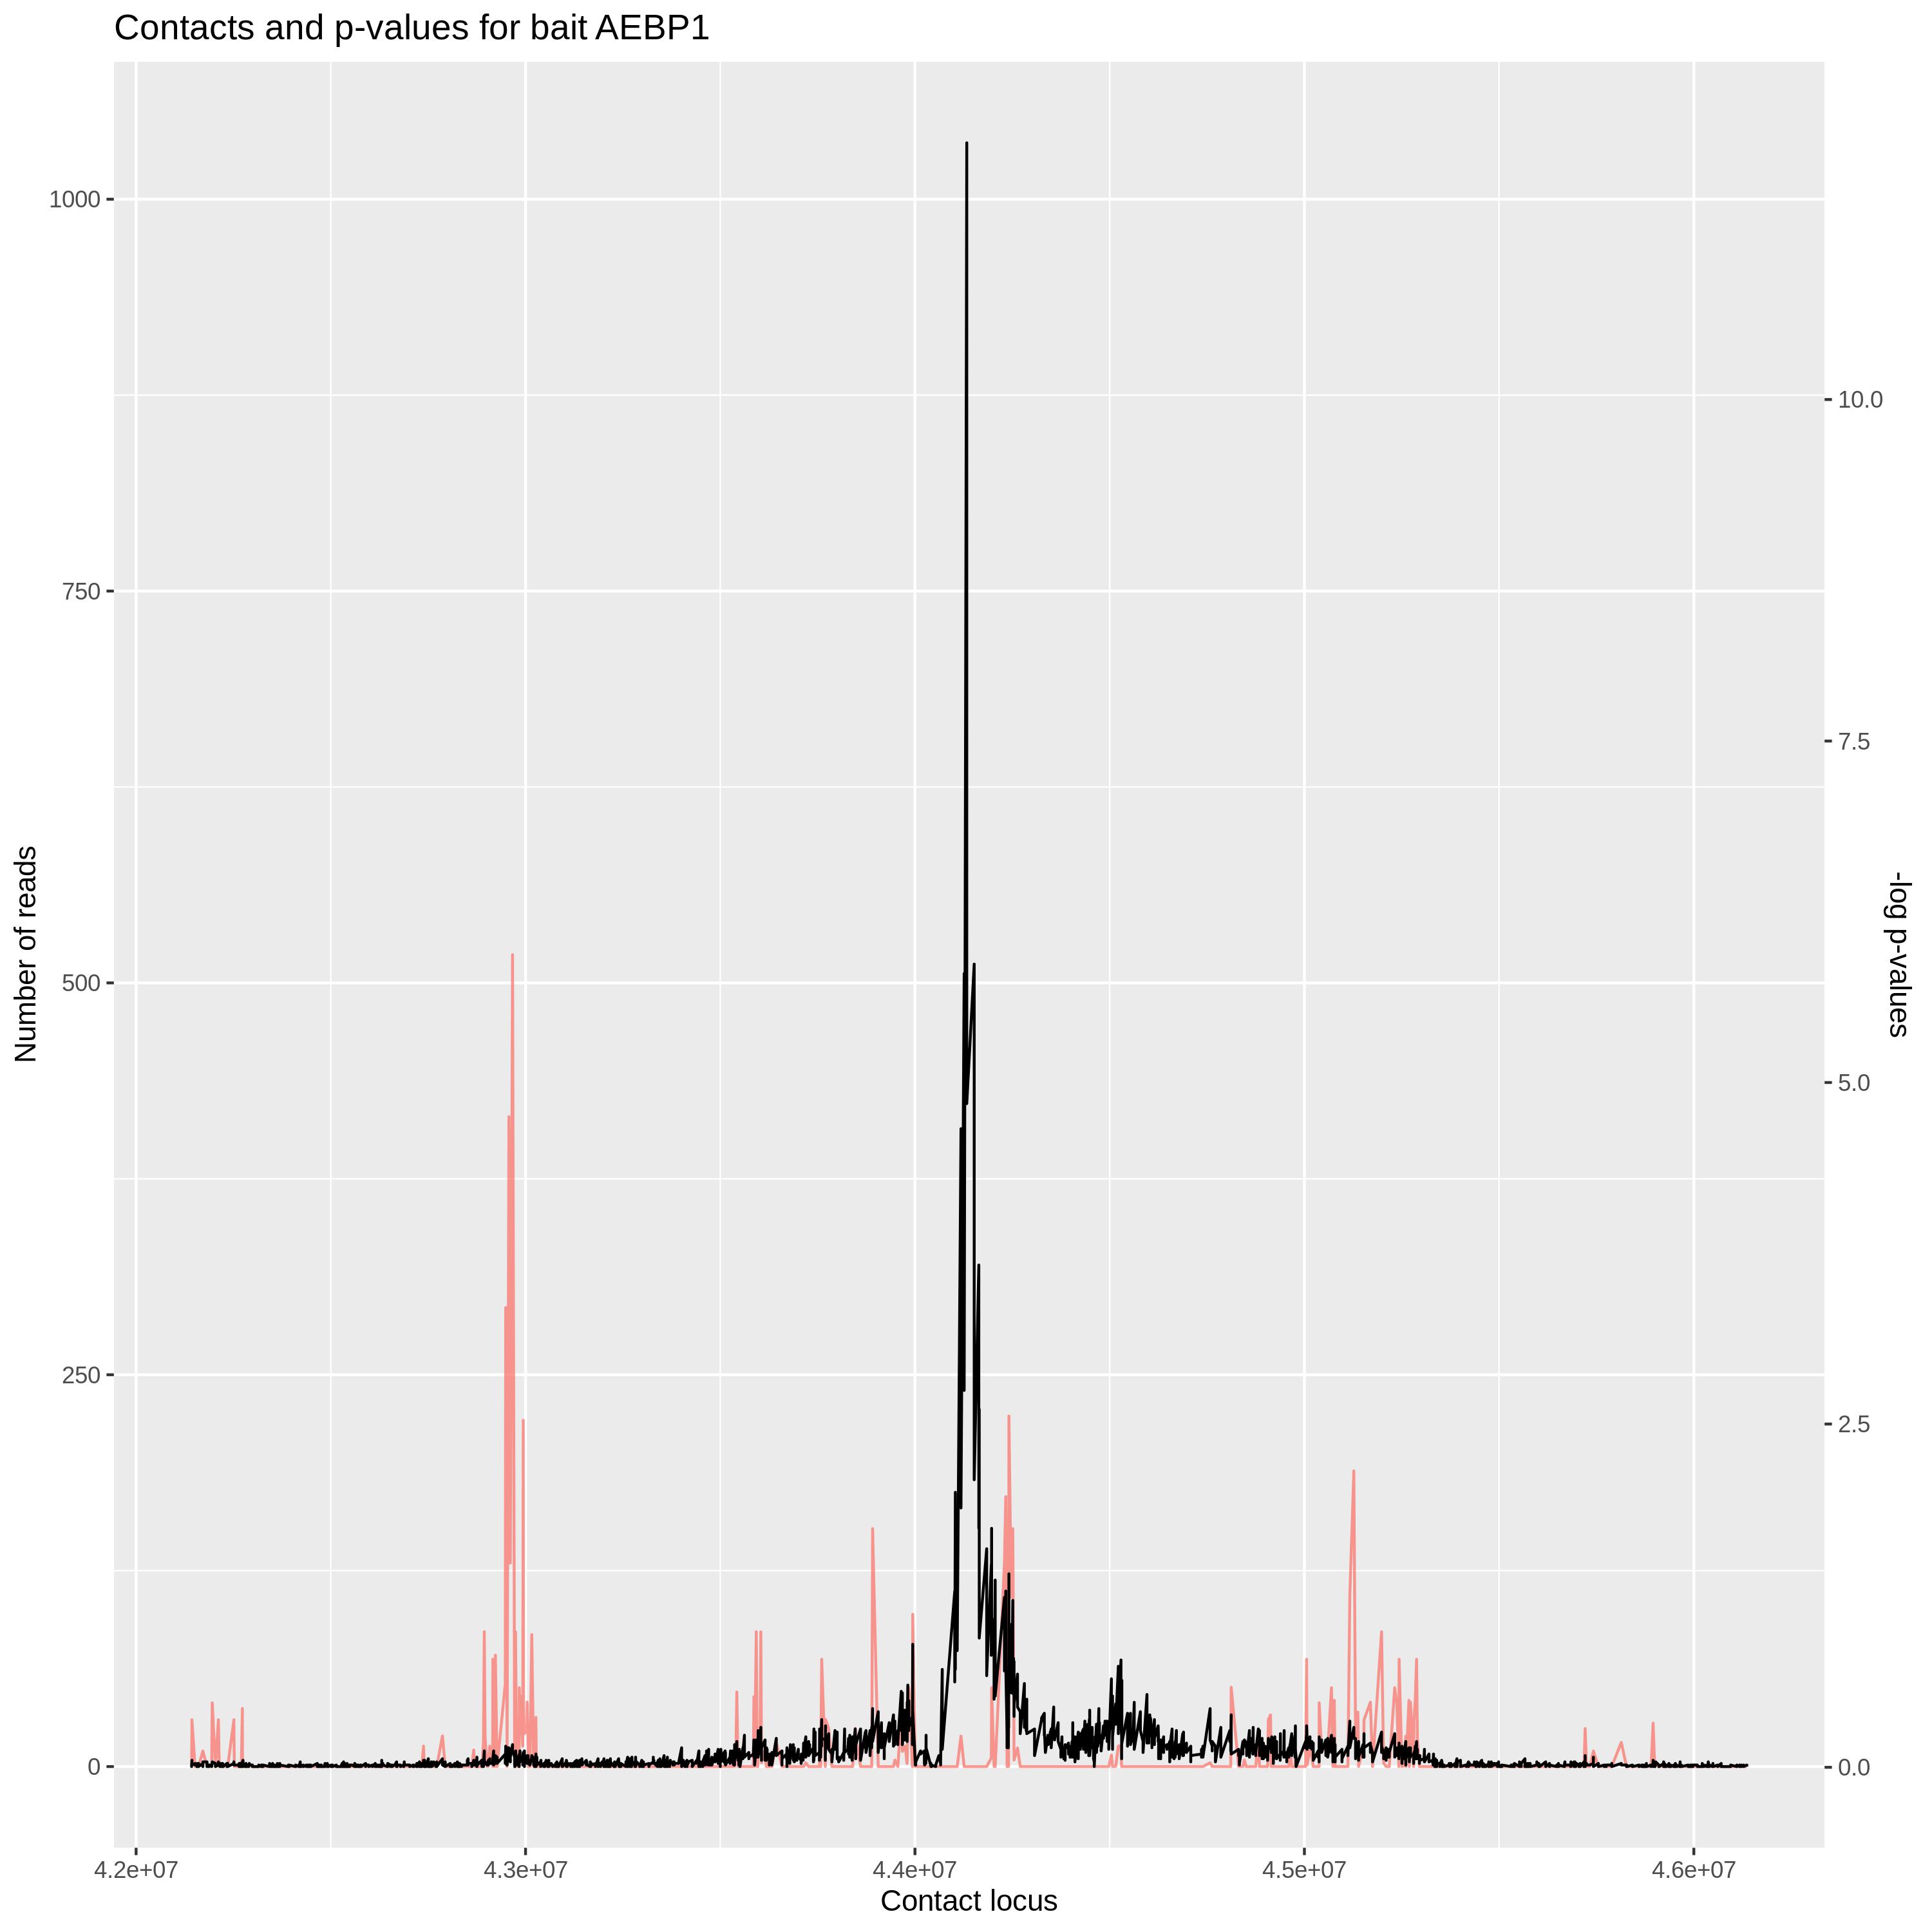 Contacts and p-values for bait AEBP1
1000
750
500
250
0
Number of reads
10.0
7.5
5.0
2.5
0.0
-log p-values
4.2e+07 4.3e+07 4.4e+07 4.5e+07 4.6e+07
Contact locus